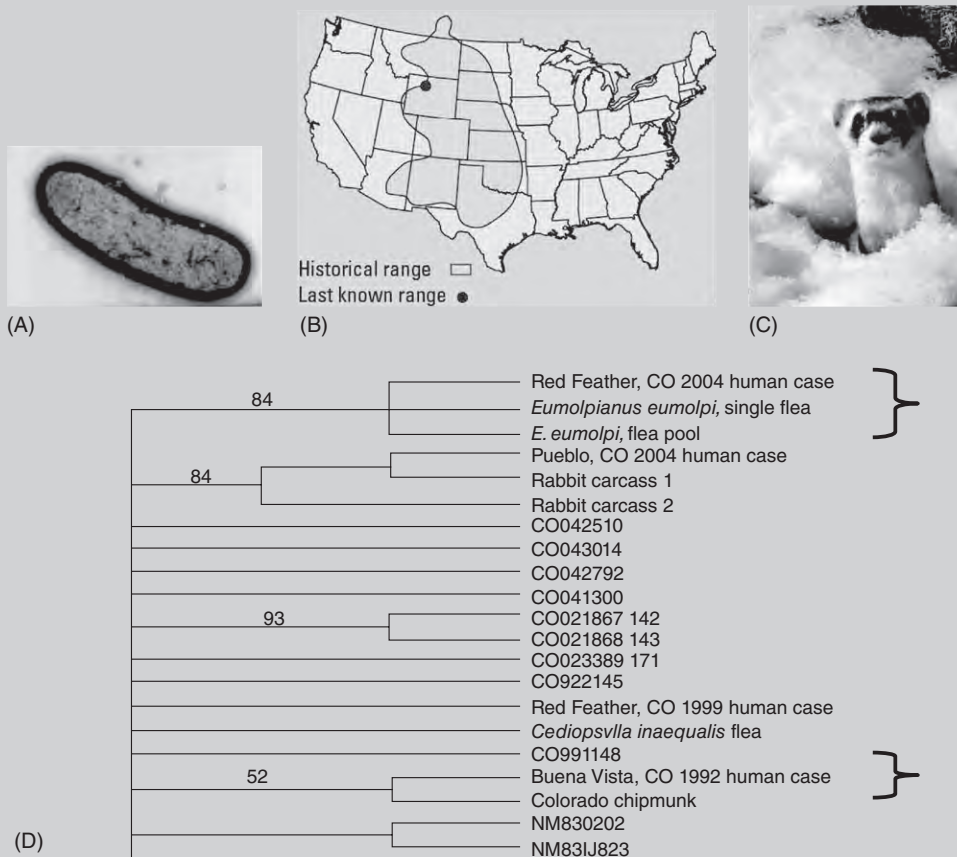 Historical range
Last known range
(A)
(B)
(C)
84
Red Feather, CO 2004 human case
Eumolpianus eumolpi, single flea
E. eumolpi, flea pool
84
Pueblo, CO 2004 human case
Rabbit carcass 1
Rabbit carcass 2
CO042510
CO043014
CO042792
CO041300
93
CO021867 142
CO021868 143
CO023389 171
CO922145
Red Feather, CO 1999 human case
Cediopsvlla inaequalis flea
CO991148
52
Buena Vista, CO 1992 human case
Colorado chipmunk
NM830202
NM83IJ823
(D)